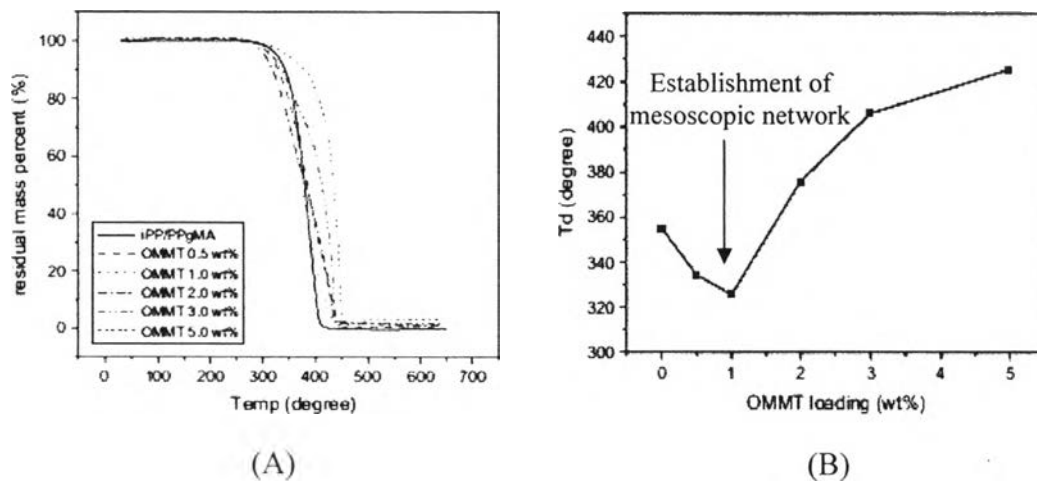 100
80
60
40
20
0
residual mass percent (%)
iPP/PPgMA
OMMT 0.5 wt%
OMMT 1.0 wt%
OMMT 2.0 wt%
OMMT 3.0 wt%
OMMT 5.0 wt%
0 100 200 300 400 500 600 700
Temp (degree)
(A)
440
420
400
380
360
340
320
300
Td (degree)
Establishment of
mesoscopic network
0 1 2 3 4 5
OMMT loading (wt%)
(B)